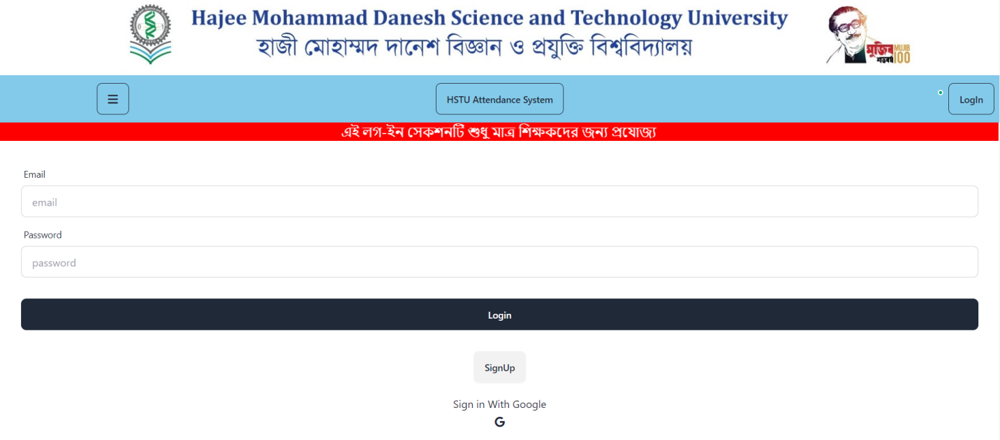 Hajee Mohammad Danesh Science and Technology University
হাজী মোহাম্মদ দানেশ বিজ্ঞান ও প্রযুক্তি বিশ্ববিদ্যালয়
মুজিব MUJIB
শতবর্ষ 100
HSTU Attendance System
LogIn
এই লগ-ইন সেকশনটি শুধু মাত্র শিক্ষকদের জন্য প্রযোজ্য
Email
email
Password
password
Login
SignUp
Sign in With Google
G